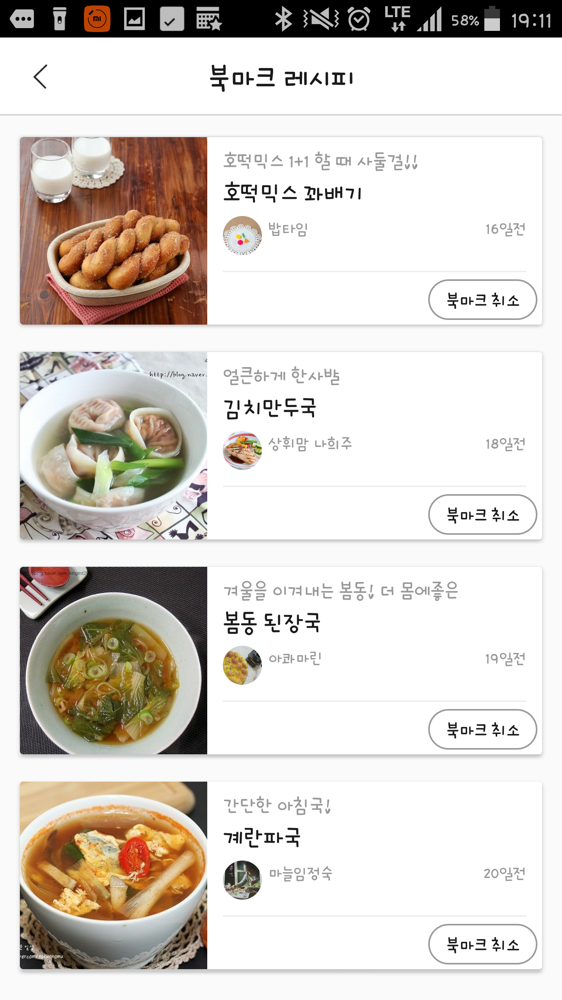 LTE
58% 19:11
북마크 레시피
호떡믹스 1+1 할 때 사둘걸!!
호떡믹스 꽈배기
밥타임
16일전
북마크 취소
http://blog.naver.
얼큰하게 한사발
김치만두국
상휘맘 나희주
18일전
북마크 취소
blog.naver.com/kingmt20
겨울을 이겨내는 봄동! 더 몸에좋은
봄동 된장국
아콰마린
19일전
북마크 취소
간단한 아침국!
계란파국
마늘임정숙
20일전
북마크 취소
일상
ver.com/sakwanamu